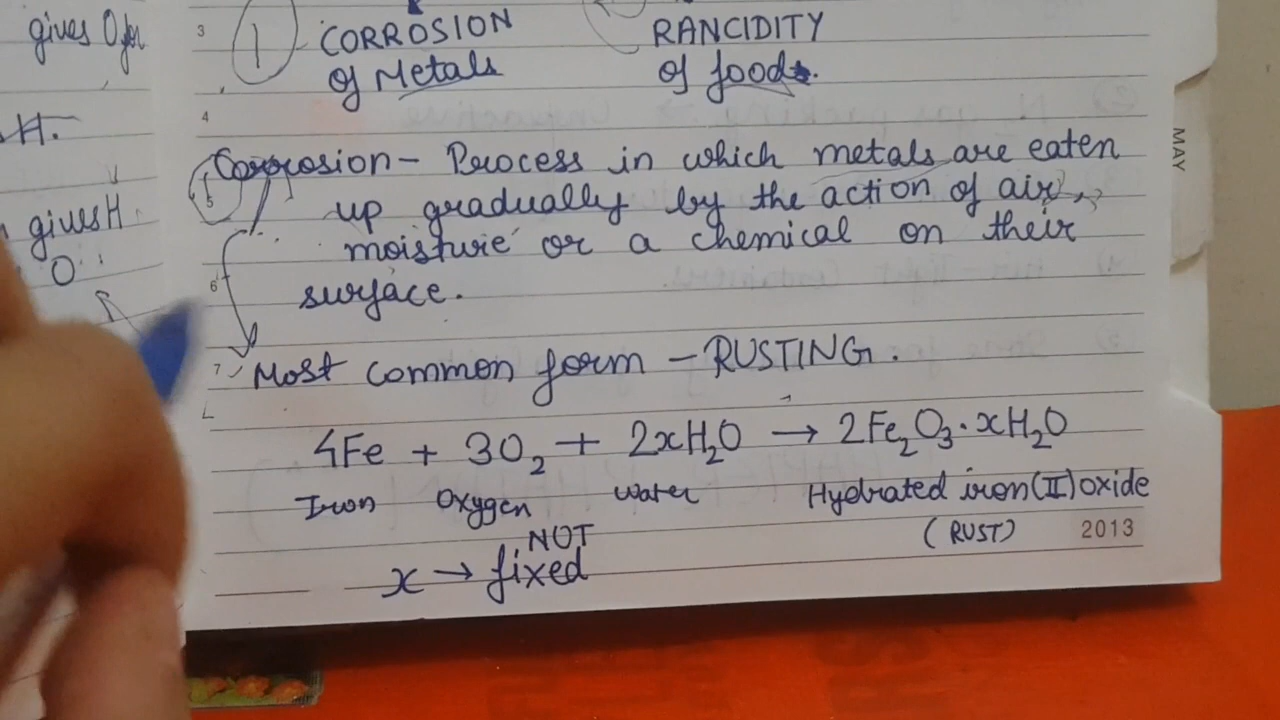 gives O for
3
1 CORROSION
of Metals
RANCIDITY
of foods.
4
H.
Corrosion - Process in which metals are eaten
5
up gradually by the action of air,
gives H
moisture or a chemical on their
O
6
surface.
MAY
7 Most common form - RUSTING.
4Fe + 3O₂ + 2xH₂O → 2Fe₂O₃·xH₂O
Iron Oxygen water Hydrated iron(II) oxide
(RUST) 2013
NOT
x → fixed